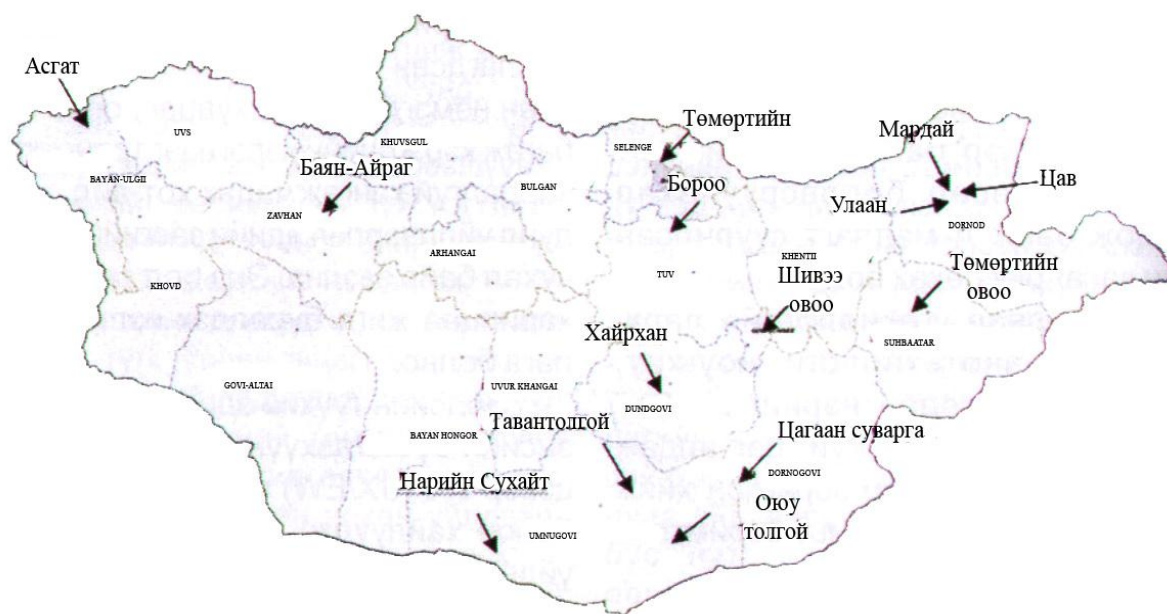 Асгат
UVS
BAYAN-ULGII
Баян-Айраг
KHUVSGUL
ZAVHAN
BULGAN
ARHANGAI
KHOVD
SELENGE
Төмөртийн
Бороо
Мардай
Цав
Улаан
DORNOD
KHENTII
TUV
Шивээ
овоо
Төмөртийн
овоо
SUHBAATAR
Хайрхан
GOVI-ALTAI
UVUR KHANGAI
DUNDGOVI
BAYAN HONGOR
Тавантолгой
Цагаан суварга
DORNOGOVI
Нарийн Сухайт
Оюу
толгой
UMNUGOVI